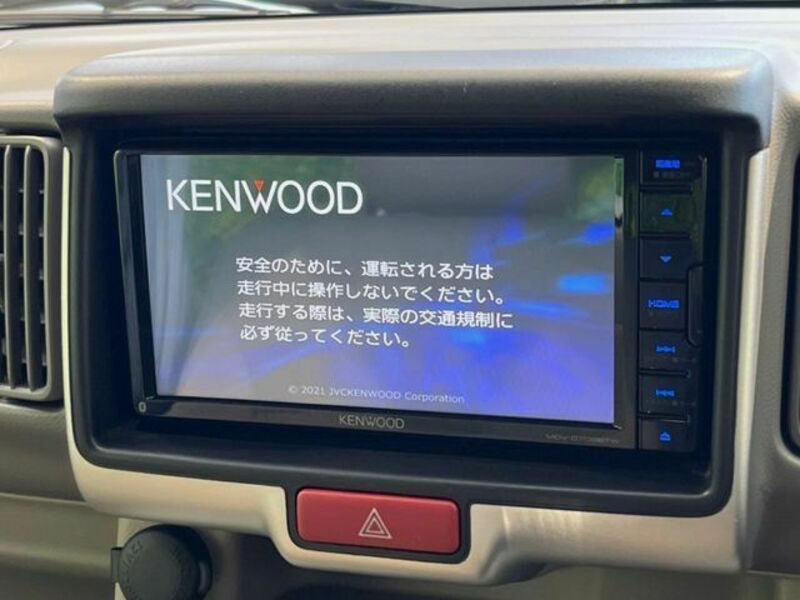 KENWOOD
安全のために、運転される方は
走行中に操作しないでください。
走行する際は、実際の交通規制に
必ず従ってください。
© 2021 JVCKENWOOD Corporation
KENWOOD
HOME